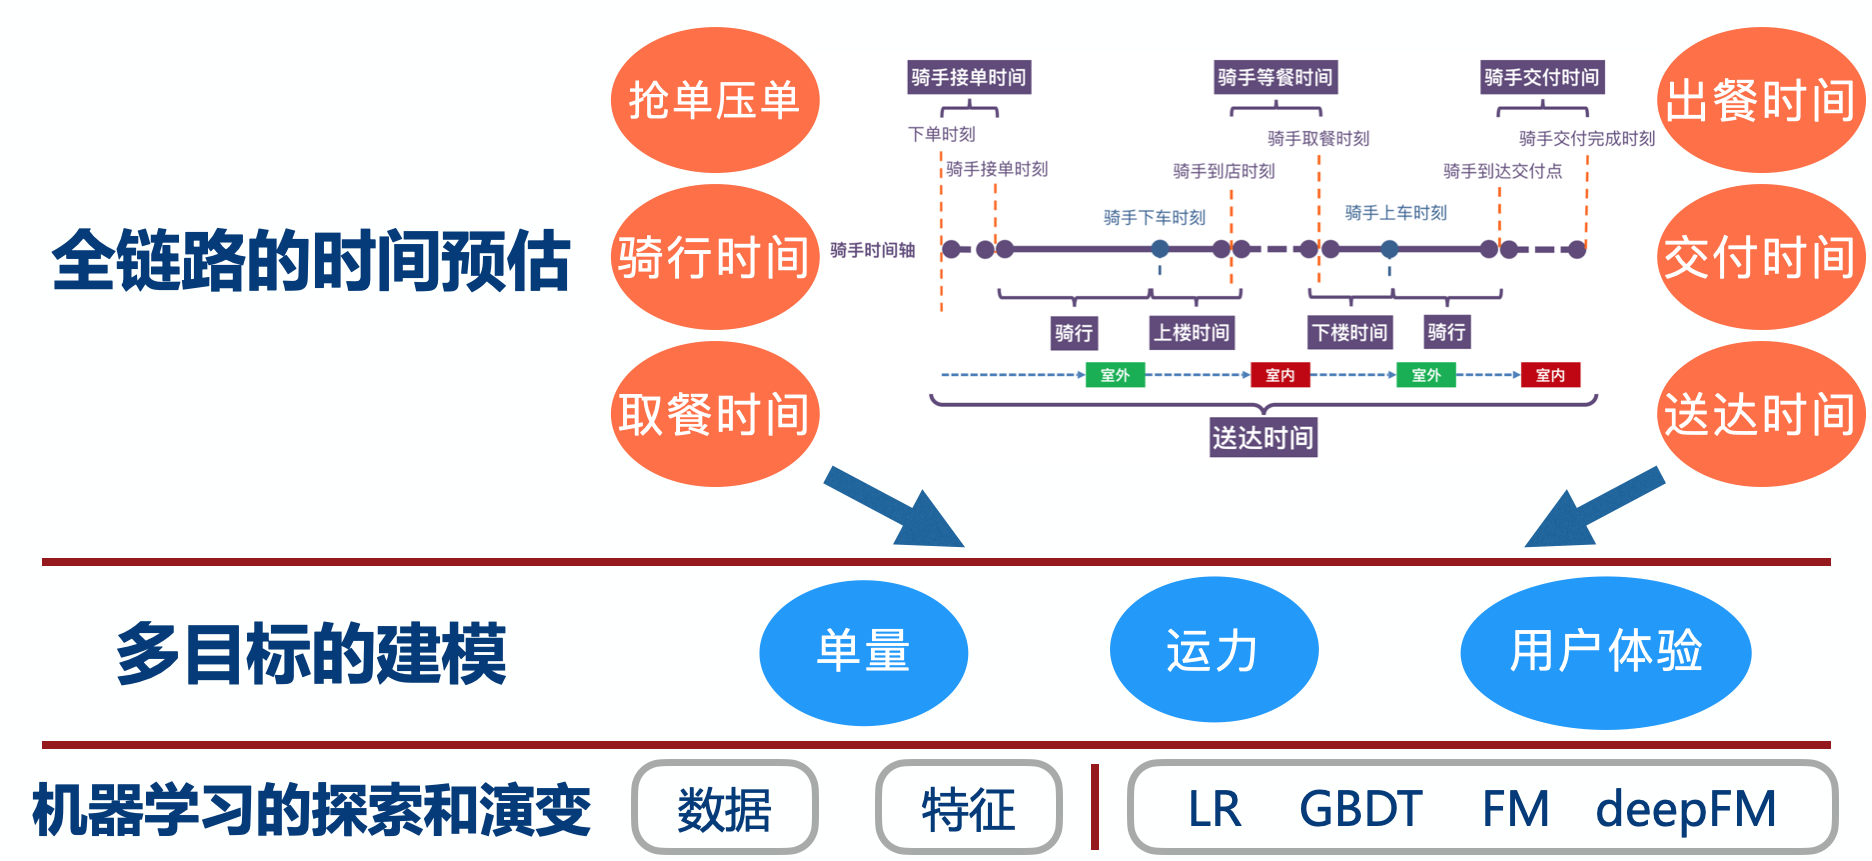 全链路的时间预估
抢单压单
骑行时间
取餐时间
骑手接单时间
骑手等餐时间
骑手交付时间
下单时刻
骑手取餐时刻
骑手交付完成时刻
骑手接单时刻
骑手到店时刻
骑手到达交付点
骑手下车时刻
骑手上车时刻
骑手时间轴
骑行
上楼时间
下楼时间
骑行
室外
室内
室外
室内
送达时间
出餐时间
交付时间
送达时间
多目标的建模
单量
运力
用户体验
机器学习的探索和演变
数据
特征
LR GBDT FM deepFM